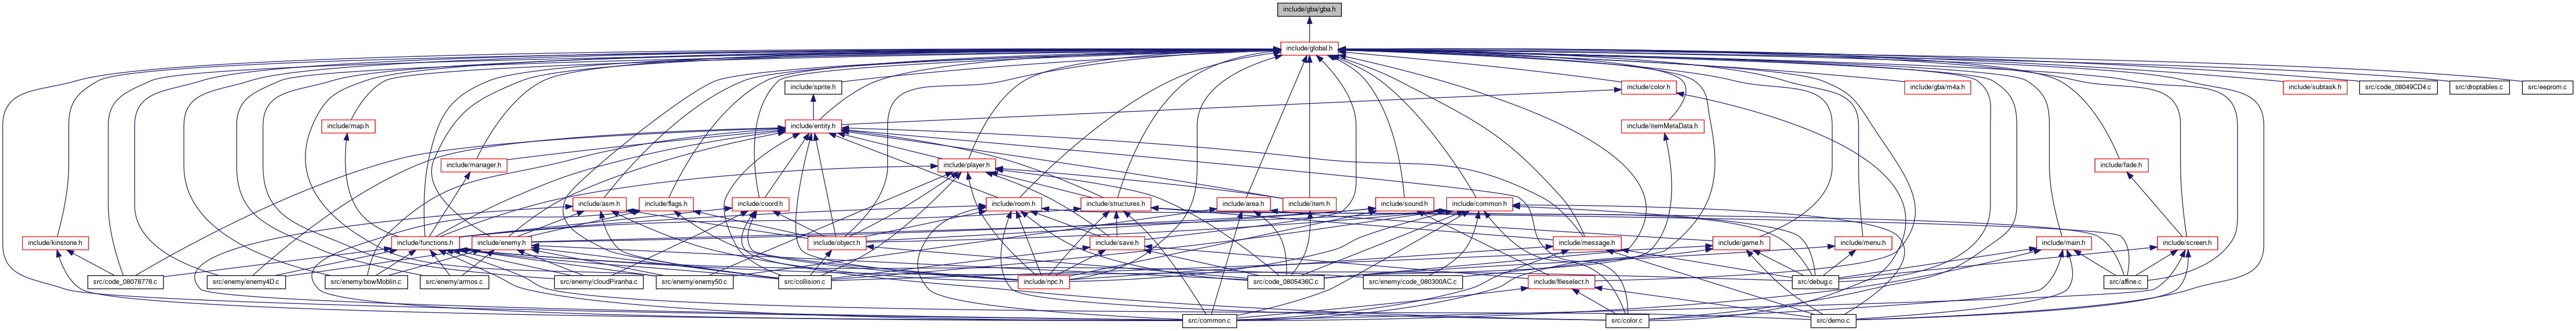 include/gba/gba.h
include/global.h
include/sprite.h
include/color.h
include/gba/m4a.h
include/subtask.h
src/code_08049CD4.c
src/droptables.c
src/eeprom.c
include/map.h
include/entity.h
include/itemMetaData.h
include/manager.h
include/player.h
include/fade.h
include/asm.h
include/flags.h
include/coord.h
include/room.h
include/structures.h
include/area.h
include/item.h
include/sound.h
include/common.h
include/kinstone.h
include/functions.h
include/enemy.h
include/object.h
include/save.h
include/message.h
include/game.h
include/menu.h
include/main.h
include/screen.h
src/code_08078778.c
src/enemy/enemy4D.c
src/enemy/bowMoblin.c
src/enemy/armos.c
src/enemy/cloudPiranha.c
src/enemy/enemy50.c
src/collision.c
include/npc.h
src/code_0805436C.c
src/enemy/code_080300AC.c
include/fileselect.h
src/debug.c
src/affine.c
src/common.c
src/color.c
src/demo.c